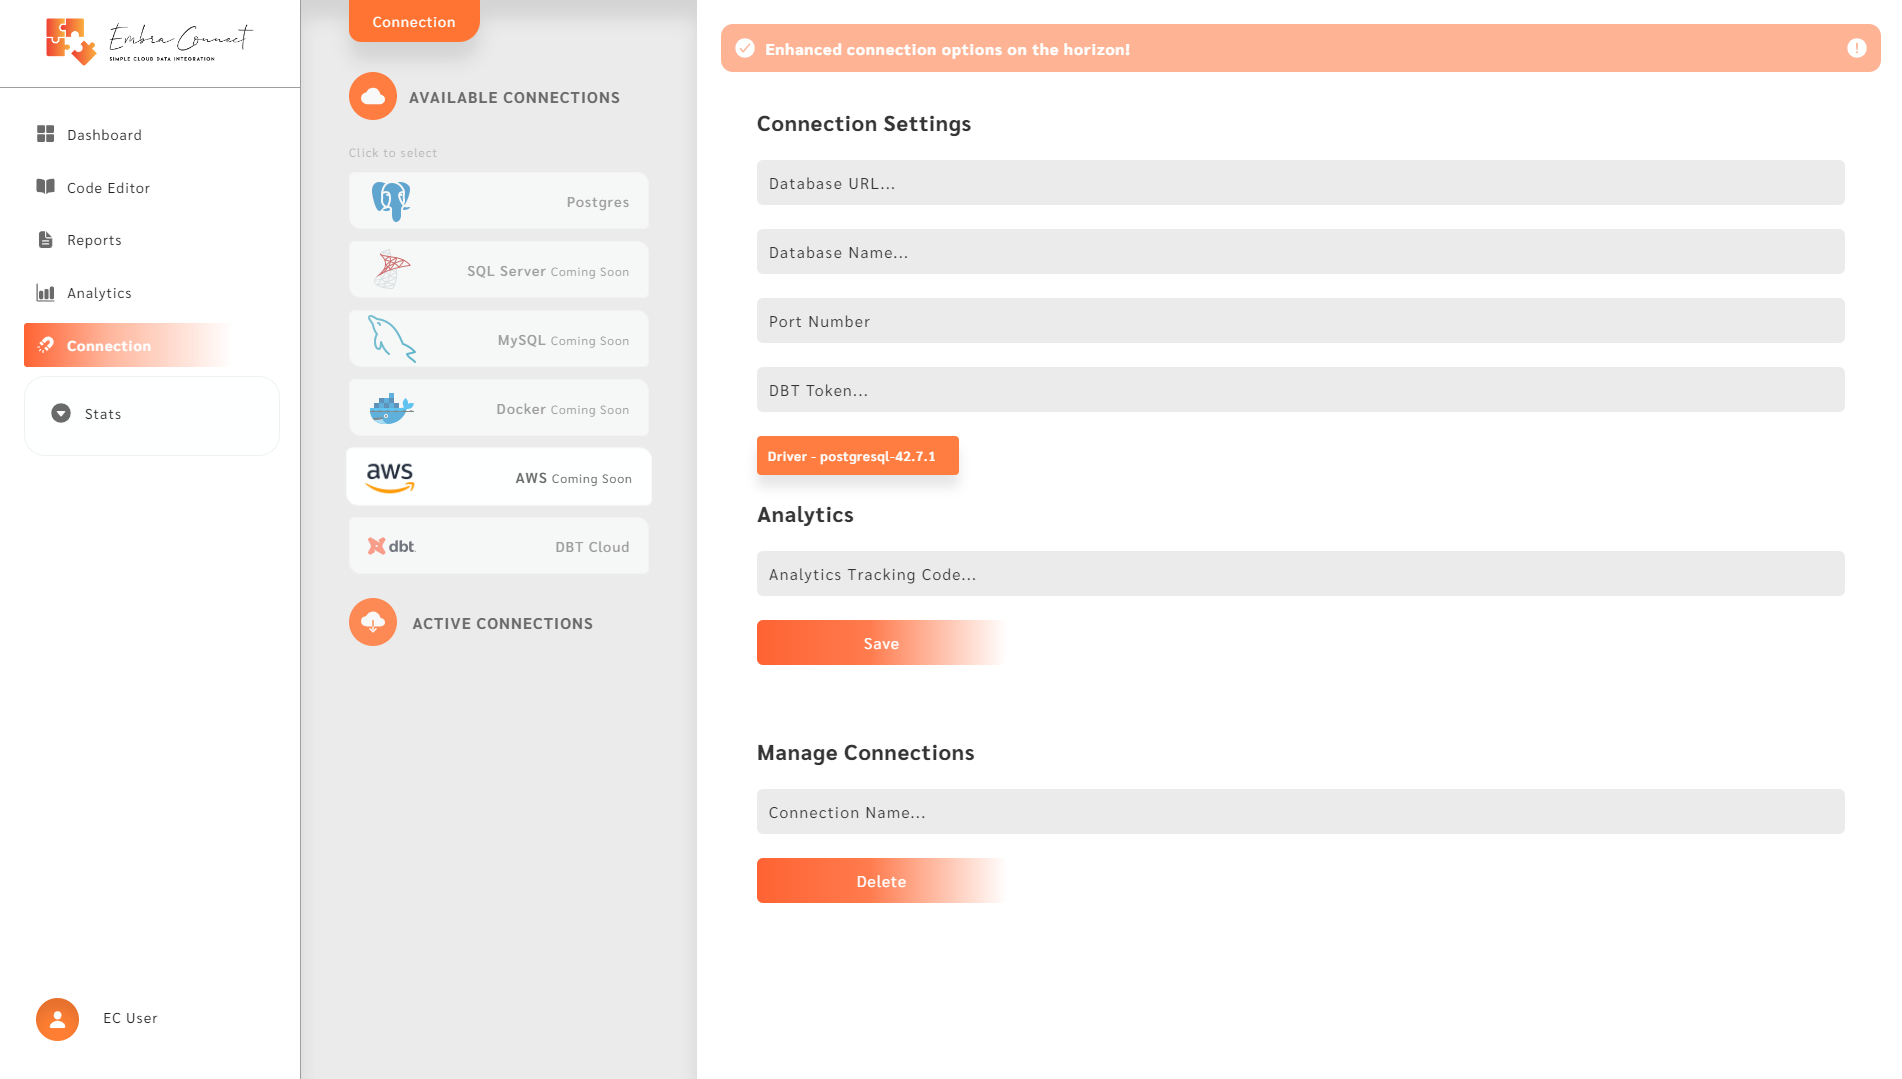 Embra Connect
SIMPLE CLOUD DATA INTEGRATION
Dashboard
Code Editor
Reports
Analytics
Connection
Stats
EC User
Connection
AVAILABLE CONNECTIONS
Click to select
Postgres
SQL Server Coming Soon
MySQL Coming Soon
Docker Coming Soon
aws
AWS Coming Soon
dbt
DBT Cloud
ACTIVE CONNECTIONS
Enhanced connection options on the horizon!
Connection Settings
Database URL...
Database Name...
Port Number
DBT Token...
Driver - postgresql-42.7.1
Analytics
Analytics Tracking Code...
Save
Manage Connections
Connection Name...
Delete